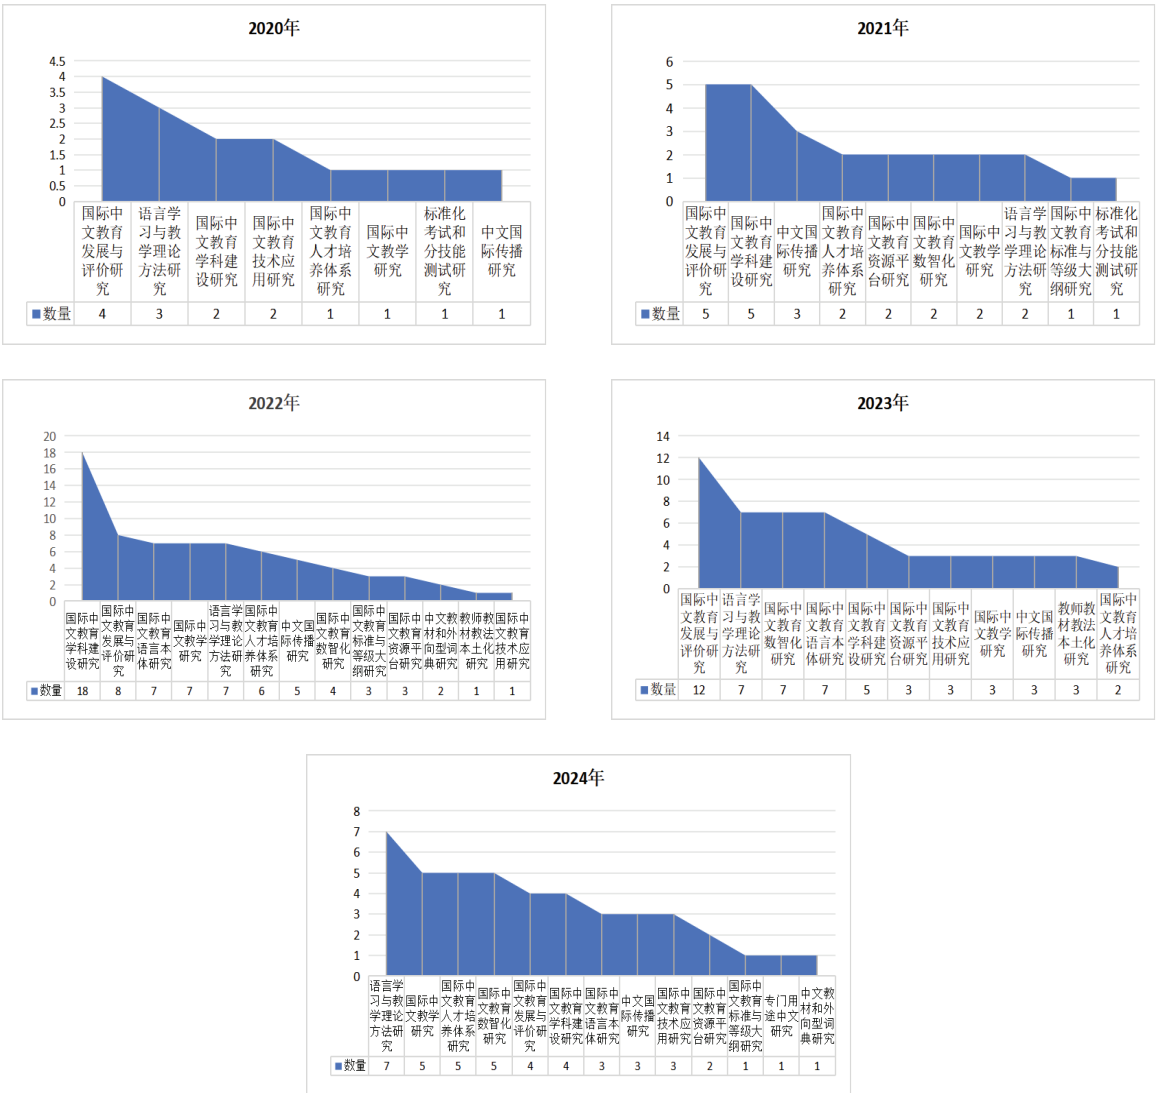 2020年
4.5
4
3.5
3
2.5
2
1.5
1
0.5
0
国际中
文教育
发展与
评价研
究
语言学
习与教
学理论
方法研
究
国际中
文教育
学科建
设研究
国际中
文教育
技术应
用研究
国际中
文教育
人才培
养体系
研究
国际中
文教学
研究
标准化
考试和
分技能
测试研
究
中文国
际传播
研究
数量 4 3 2 2 1 1 1 1
2021年
6
5
4
3
2
1
0
国际中
文教育
发展与
评价研
究
国际中
文教育
学科建
设研究
中文国
际传播
研究
国际中
文教育
人才培
养体系
研究
国际中
文教育
资源平
台研究
国际中
文教育
数智化
研究
国际中
文教学
研究
语言学
习与教
学理论
方法研
究
国际中
文教育
标准与
等级大
纲研究
标准化
考试和
分技能
测试研
究
数量 5 5 3 2 2 2 2 2 1 1
2022年
20
18
16
14
12
10
8
6
4
2
0
国际中
文教育
学科建
设研究
国际中
文教育
发展与
评价研
究
国际中
文教育
语言本
体研究
国际中
文教学
研究
语言学
习与教
学理论
方法研
究
国际中
文教育
人才培
养体系
研究
中文国
际传播
研究
国际中
文教育
数智化
研究
国际中
文教育
标准与
等级大
纲研究
国际中
文教育
资源平
台研究
中文教
材和外
向型词
典研究
教师教
材教法
本土化
研究
国际中
文教育
技术应
用研究
数量 18 8 7 7 7 6 5 4 3 3 2 1 1
2023年
14
12
10
8
6
4
2
0
国际中
文教育
发展与
评价研
究
语言学
习与教
学理论
方法研
究
国际中
文教育
数智化
研究
国际中
文教育
语言本
体研究
国际中
文教育
学科建
设研究
国际中
文教育
资源平
台研究
国际中
文教育
技术应
用研究
国际中
文教学
研究
中文国
际传播
研究
教师教
材教法
本土化
研究
国际中
文教育
人才培
养体系
研究
数量 12 7 7 7 5 3 3 3 3 3 2
2024年
8
7
6
5
4
3
2
1
0
语言学
习与教
学理论
方法研
究
国际中
文教学
研究
国际中
文教育
人才培
养体系
研究
国际中
文教育
数智化
研究
国际中
文教育
发展与
评价研
究
国际中
文教育
学科建
设研究
国际中
文教育
语言本
体研究
中文国
际传播
研究
国际中
文教育
技术应
用研究
国际中
文教育
资源平
台研究
国际中
文教育
标准与
等级大
纲研究
专门用
途中文
研究
中文教
材和外
向型词
典研究
数量 7 5 5 5 4 4 3 3 3 2 1 1 1